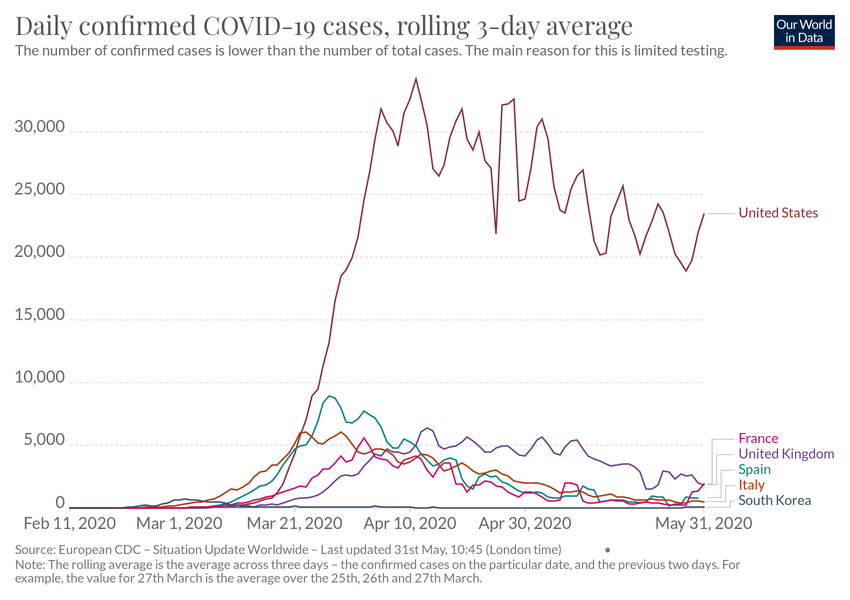 Daily confirmed COVID-19 cases, rolling 3-day average
Our World
in Data
The number of confirmed cases is lower than the number of total cases. The main reason for this is limited testing.
30,000
25,000
20,000
15,000
10,000
5,000
0
United States
France
United Kingdom
Spain
Italy
South Korea
Feb 11, 2020
Mar 1, 2020
Mar 21, 2020
Apr 10, 2020
Apr 30, 2020
May 31, 2020
Source: European CDC – Situation Update Worldwide – Last updated 31st May, 10:45 (London time)
Note: The rolling average is the average across three days – the confirmed cases on the particular date, and the previous two days. For
example, the value for 27th March is the average over the 25th, 26th and 27th March.